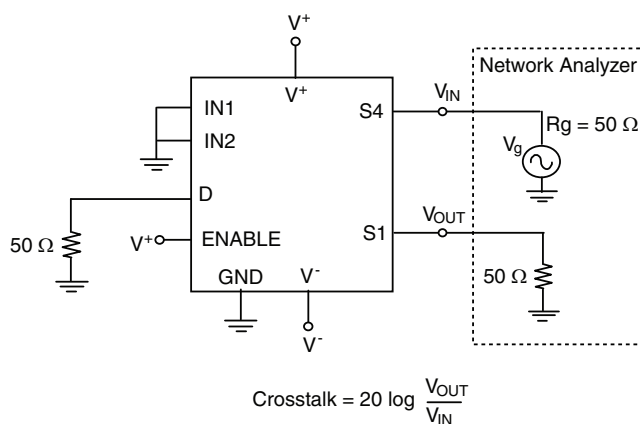 V+
Network Analyzer
V+
IN1
S4
VIN
Rg = 50 Ω
IN2
Vg
D
VOUT
50 Ω
V+
ENABLE
S1
GND
V-
50 Ω
V-
Crosstalk = 20 log VOUT
VIN